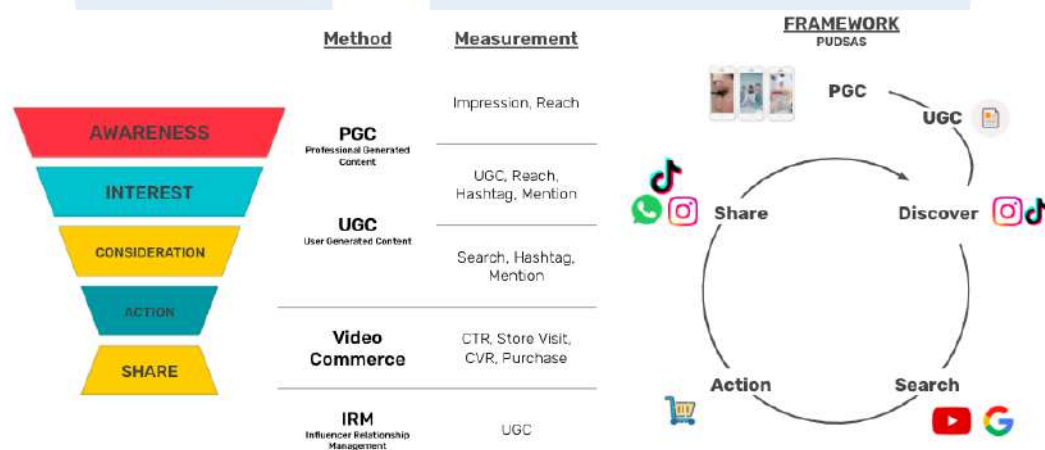 Method
Measurement
FRAMEWORK
PUDSAS
AWARENESS
INTEREST
CONSIDERATION
ACTION
SHARE
PGC
Professional Generated
Content
UGC
User Generated Content
Video
Commerce
IRM
Influencer Relationship
Management
Impression, Reach
UGC, Reach,
Hashtag, Mention
Search, Hashtag,
Mention
CTR, Store Visit,
CVR, Purchase
UGC
PGC
UGC
Discover
Search
Action
Share